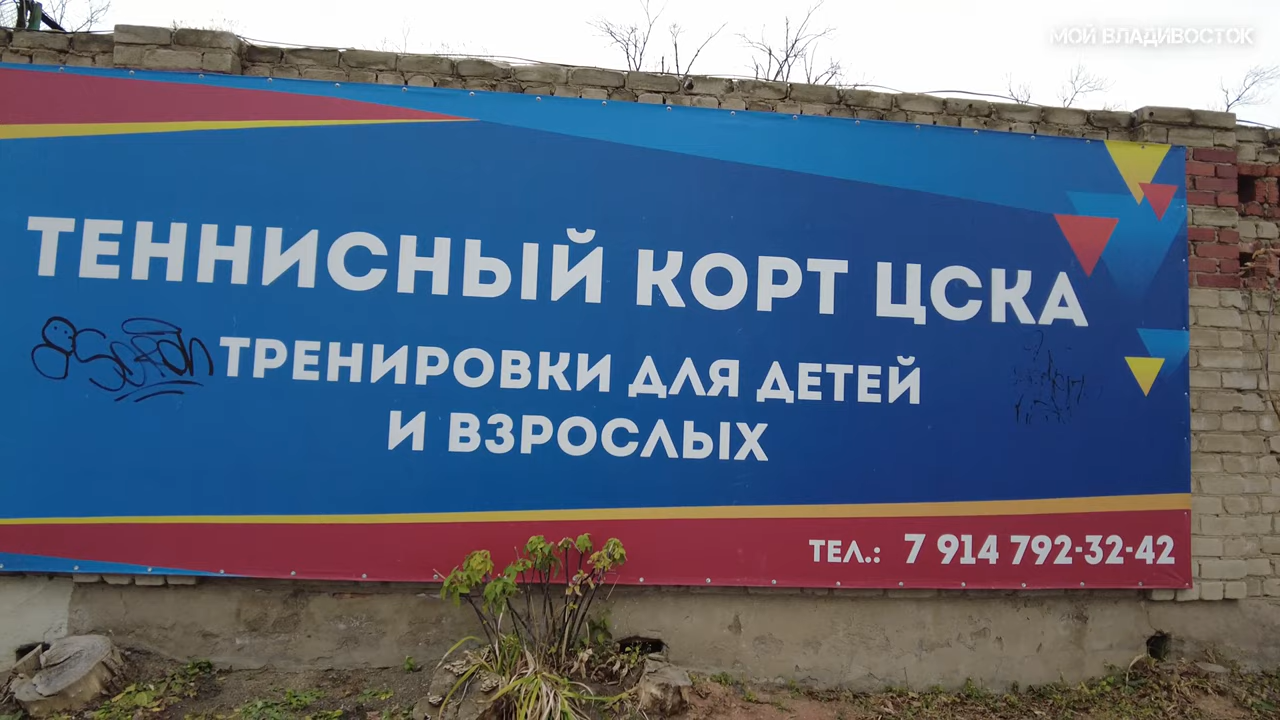 МОЙ ВЛАДИВОСТОК
ТЕННИСНЫЙ КОРТ ЦСКА
ТРЕНИРОВКИ ДЛЯ ДЕТЕЙ
И ВЗРОСЛЫХ
ТЕЛ.: 7 914 792-32-42